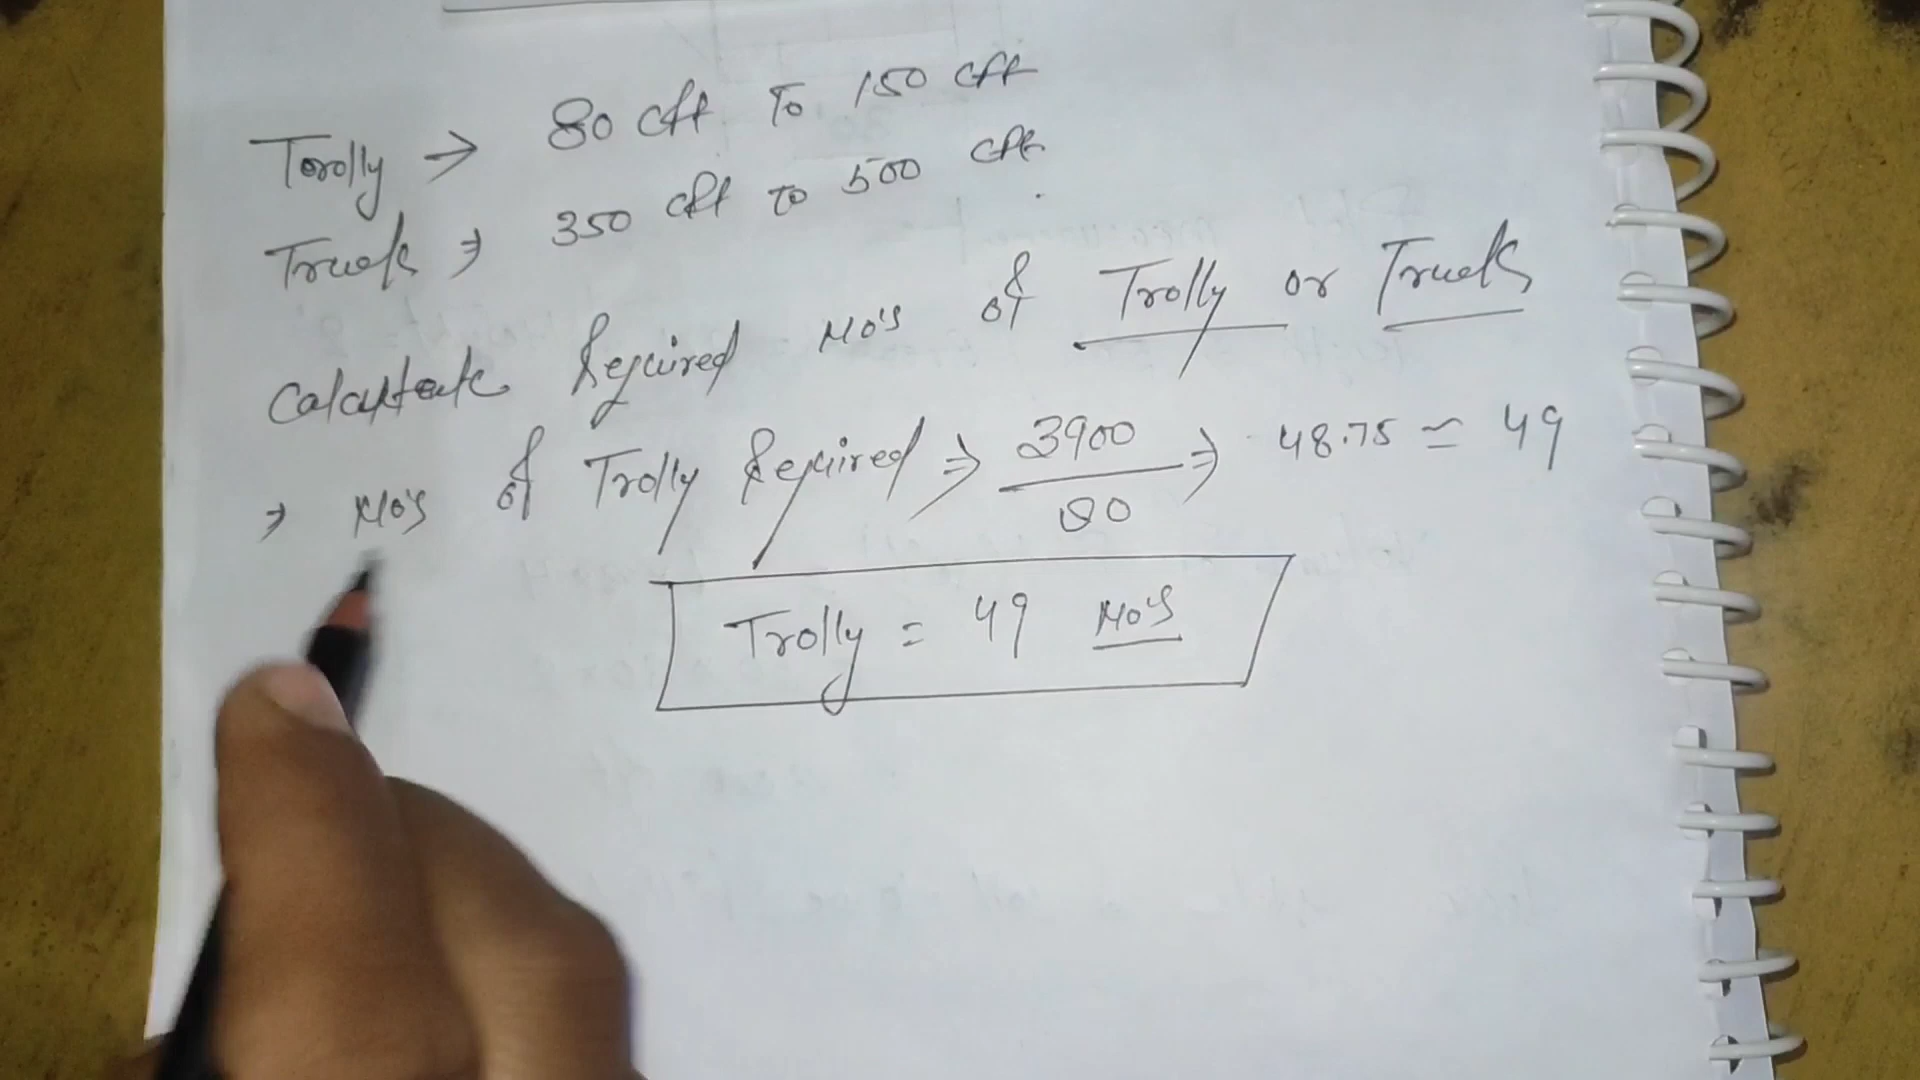 Trolly → 80 cft To 150 cft
Truck → 350 cft to 500 cft.
Calculate Required No's of Trolly or Truck
→ No's of Trolly Required ⇒ 3900/80 ⇒ 48.75 ≃ 49
Trolly = 49 No's